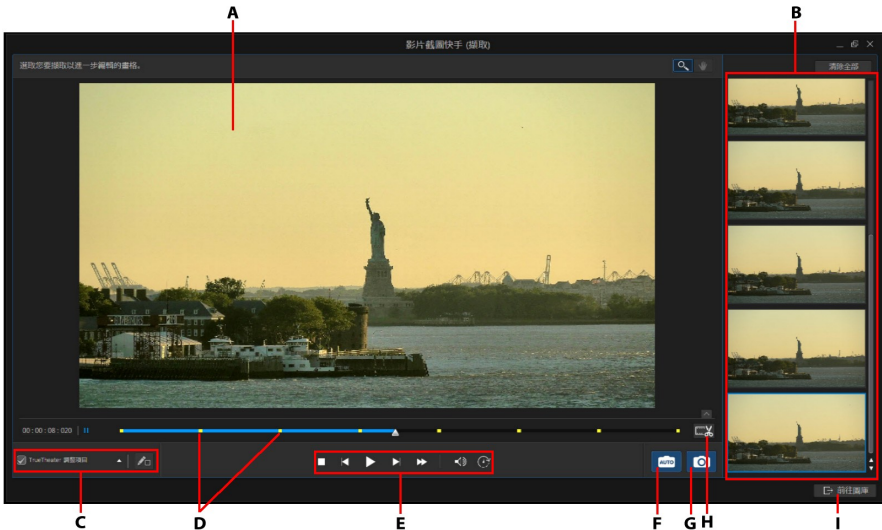 A
B
影片截圖快手 (擷取)
選取您要擷取以進一步編輯的畫格。
清除全部
00 : 00 : 08 : 020
TrueTheater 調整項目
AUTO
前往圖庫
C
D
E
F
G
H
I